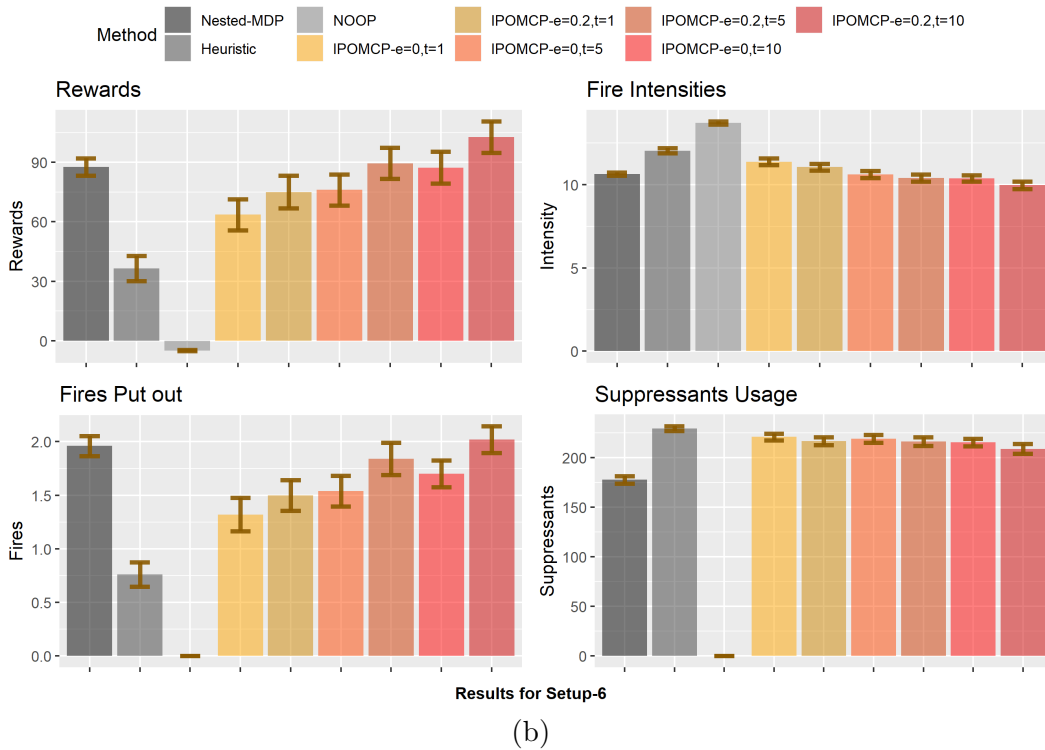 Method
Nested-MDP
NOOP
IPOMCP-e=0.2,t=1
IPOMCP-e=0.2,t=5
IPOMCP-e=0.2,t=10
Heuristic
IPOMCP-e=0,t=1
IPOMCP-e=0,t=5
IPOMCP-e=0,t=10
Rewards
Rewards
90
60
30
0
Fire Intensities
Intensity
10
5
0
Fires Put out
Fires
2.0
1.5
1.0
0.5
0.0
Suppressants Usage
Suppressants
200
150
100
50
0
Results for Setup-6
(b)